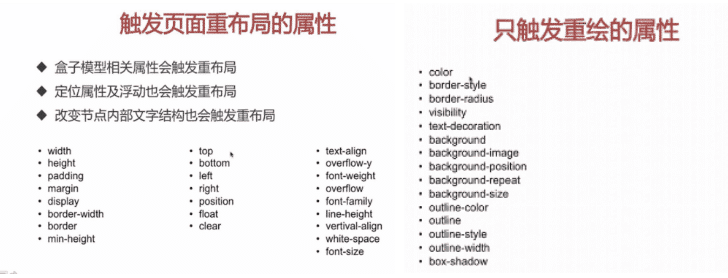 触发页面重布局的属性
◆ 盒子模型相关属性会触发重布局
◆ 定位属性及浮动也会触发重布局
◆ 改变节点内部文字结构也会触发重布局
• width
• height
• padding
• margin
• display
• border-width
• border
• min-height
• top
• bottom
• left
• right
• position
• float
• clear
• text-align
• overflow-y
• font-weight
• overflow
• font-family
• line-height
• vertival-align
• white-space
• font-size
只触发重绘的属性
• color
• border-style
• border-radius
• visibility
• text-decoration
• background
• background-image
• background-position
• background-repeat
• background-size
• outline-color
• outline
• outline-style
• outline-width
• box-shadow